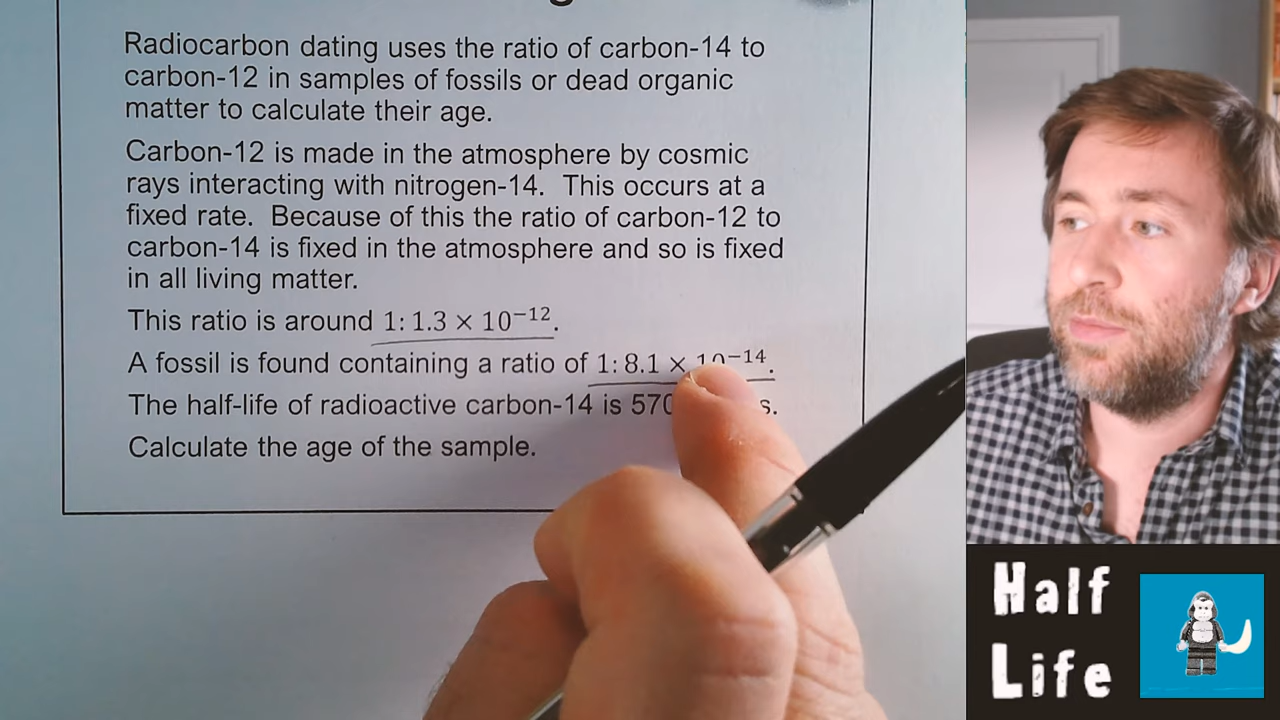 Radiocarbon dating uses the ratio of carbon-14 to
carbon-12 in samples of fossils or dead organic
matter to calculate their age.
Carbon-12 is made in the atmosphere by cosmic
rays interacting with nitrogen-14. This occurs at a
fixed rate. Because of this the ratio of carbon-12 to
carbon-14 is fixed in the atmosphere and so is fixed
in all living matter.
This ratio is around 1: 1.3 × 10⁻¹².
A fossil is found containing a ratio of 1: 8.1 × 10⁻¹⁴.
The half-life of radioactive carbon-14 is
Calculate the age of the sample.
Half
Life